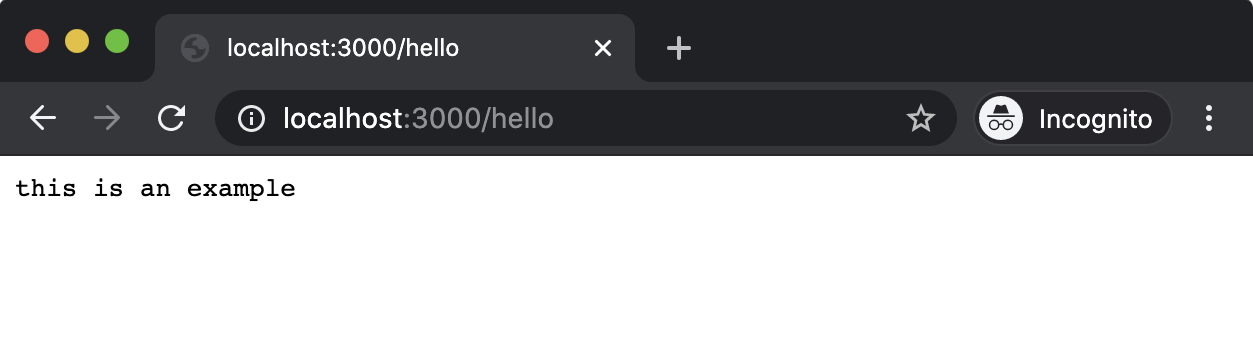 localhost:3000/hello
localhost:3000/hello
Incognito
this is an example